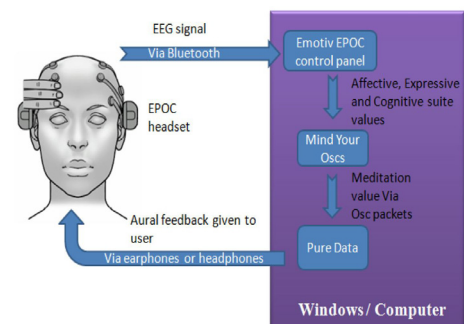 EEG signal
Via Bluetooth
Emotiv EPOC
control panel
EPOC
headset
Affective, Expressive
and Cognitive suite
values
Mind Your
Oscs
Meditation
value Via
Osc packets
Aural feedback given to
user
Pure Data
Via earphones or headphones
Windows / Computer